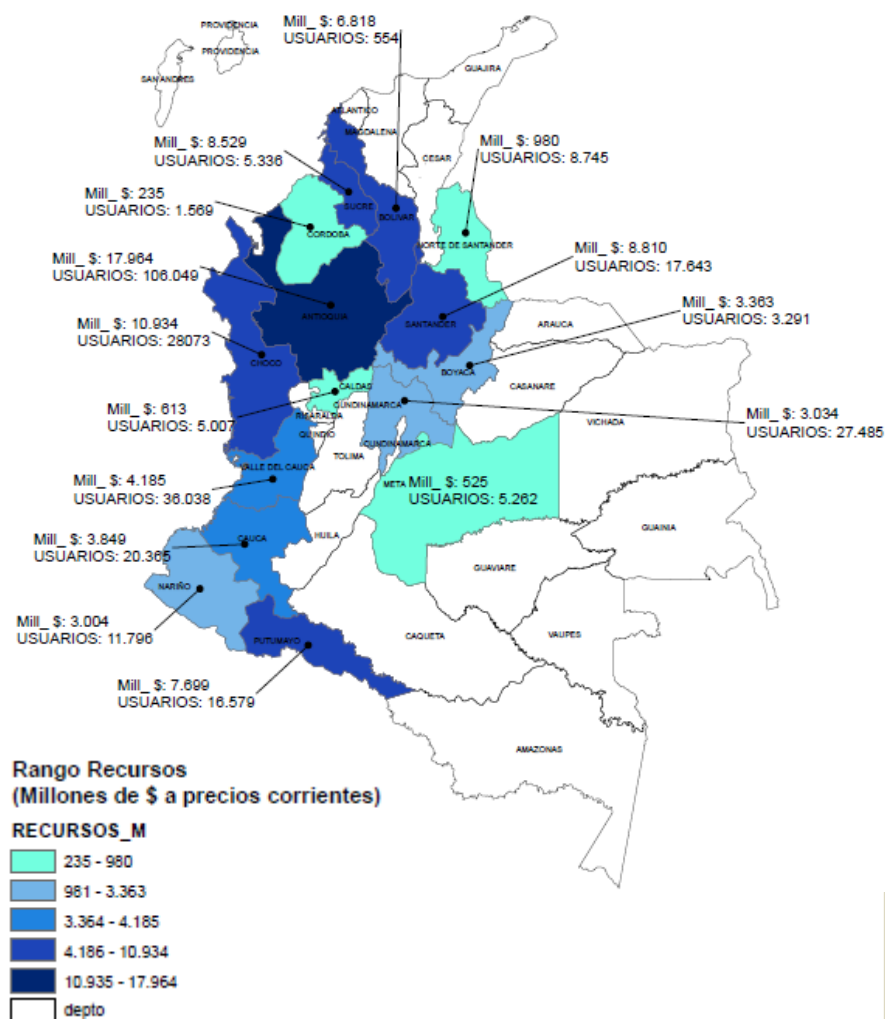 PROVIDENCIA
PROVIDENCIA
SAN ANDRES
Mill_ $: 6.818
USUARIOS: 554
GUAJIRA
ATLANTICO
MAGDALENA
CESAR
Mill_ $: 8.529
USUARIOS: 5.336
Mill_ $: 980
USUARIOS: 8.745
Mill_ $: 235
USUARIOS: 1.569
SUCRE
BOLIVAR
CORDOBA
NORTE DE SANTANDER
Mill_ $: 17.964
USUARIOS: 106.049
Mill_ $: 8.810
USUARIOS: 17.643
Mill_ $: 3.363
USUARIOS: 3.291
ANTIOQUIA
SANTANDER
ARAUCA
Mill_ $: 10.934
USUARIOS: 28073
CHOCO
BOYACA
CASANARE
CALDAS
CUNDINAMARCA
RISARALDA
Mill_ $: 613
USUARIOS: 5.007
Mill_ $: 3.034
USUARIOS: 27.485
VICHADA
QUINDIO
CUNDINAMARCA
TOLIMA
VALLE DEL CAUCA
Mill_ $: 4.185
USUARIOS: 36.038
META
Mill_ $: 525
USUARIOS: 5.262
GUAINIA
Mill_ $: 3.849
USUARIOS: 20.365
CAUCA
HUILA
GUAVIARE
NARIÑO
Mill_ $: 3.004
USUARIOS: 11.796
CAQUETA
VAUPES
PUTUMAYO
Mill_ $: 7.699
USUARIOS: 16.579
AMAZONAS
Rango Recursos
(Millones de $ a precios corrientes)
RECURSOS_M
235 - 980
981 - 3.363
3.364 - 4.185
4.186 - 10.934
10.935 - 17.964
depto